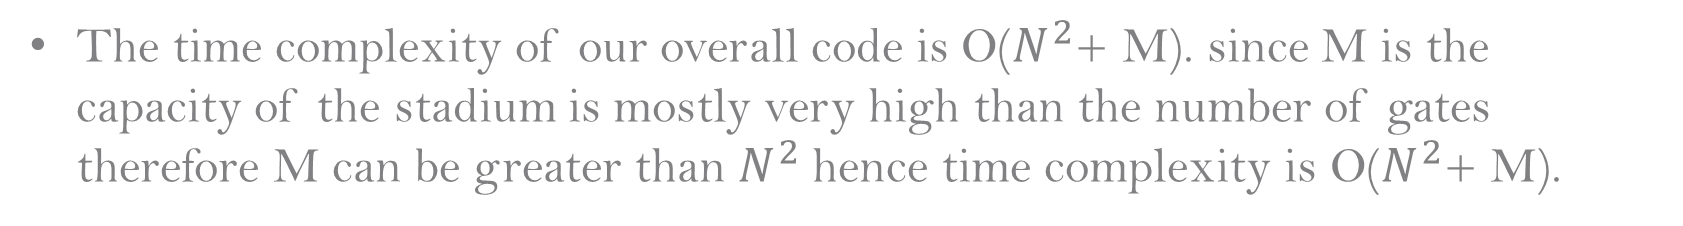 • The time complexity of our overall code is O(N²+ M). since M is the
capacity of the stadium is mostly very high than the number of gates
therefore M can be greater than N² hence time complexity is O(N²+ M).